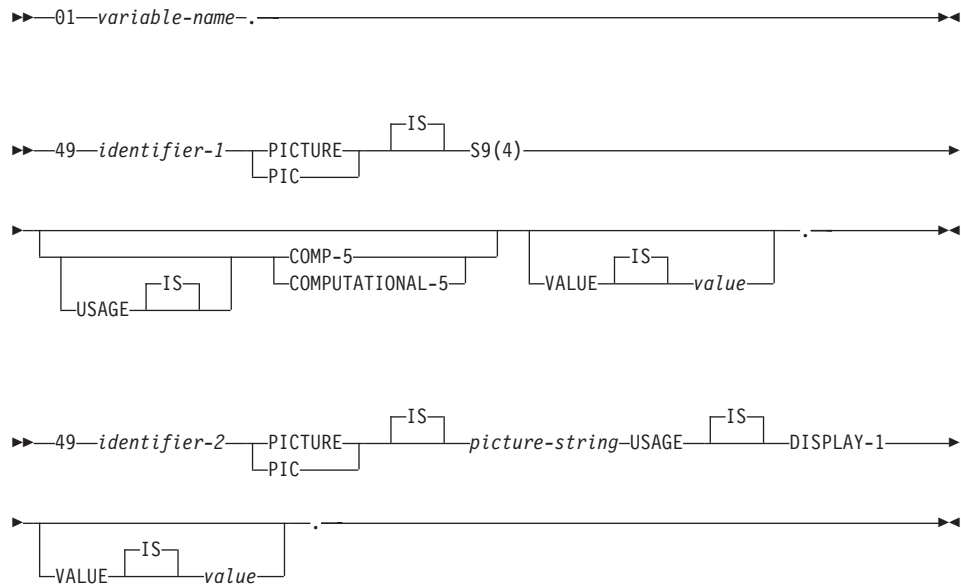 01 variable-name .
IS
49 identifier-1 PICTURE S9(4)
PIC
COMP-5 .
IS COMPUTATIONAL-5 IS
USAGE VALUE value
IS IS
49 identifier-2 PICTURE picture-string USAGE DISPLAY-1
PIC
.
IS
VALUE value